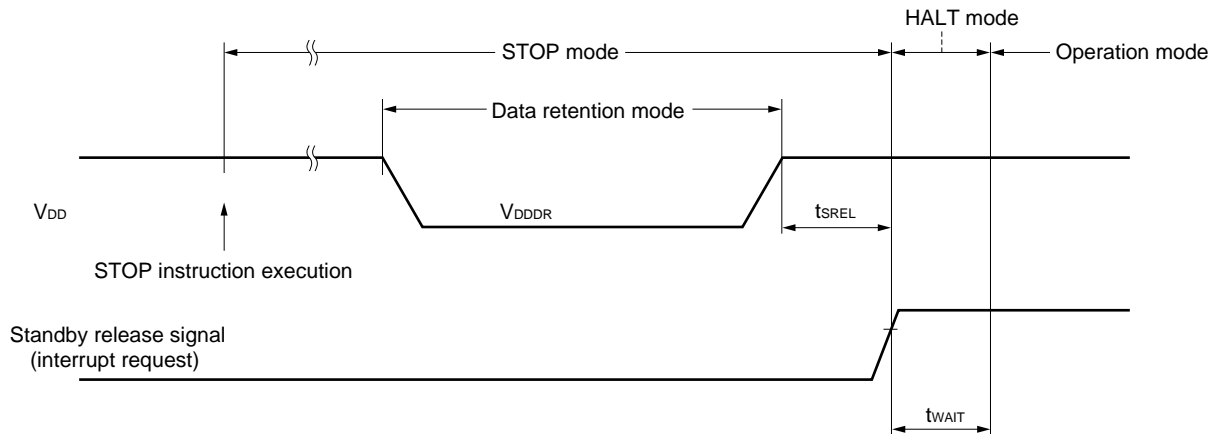 HALT mode
STOP mode
Operation mode
Data retention mode
VDD
VDDDR
tSREL
STOP instruction execution
Standby release signal
(interrupt request)
tWAIT